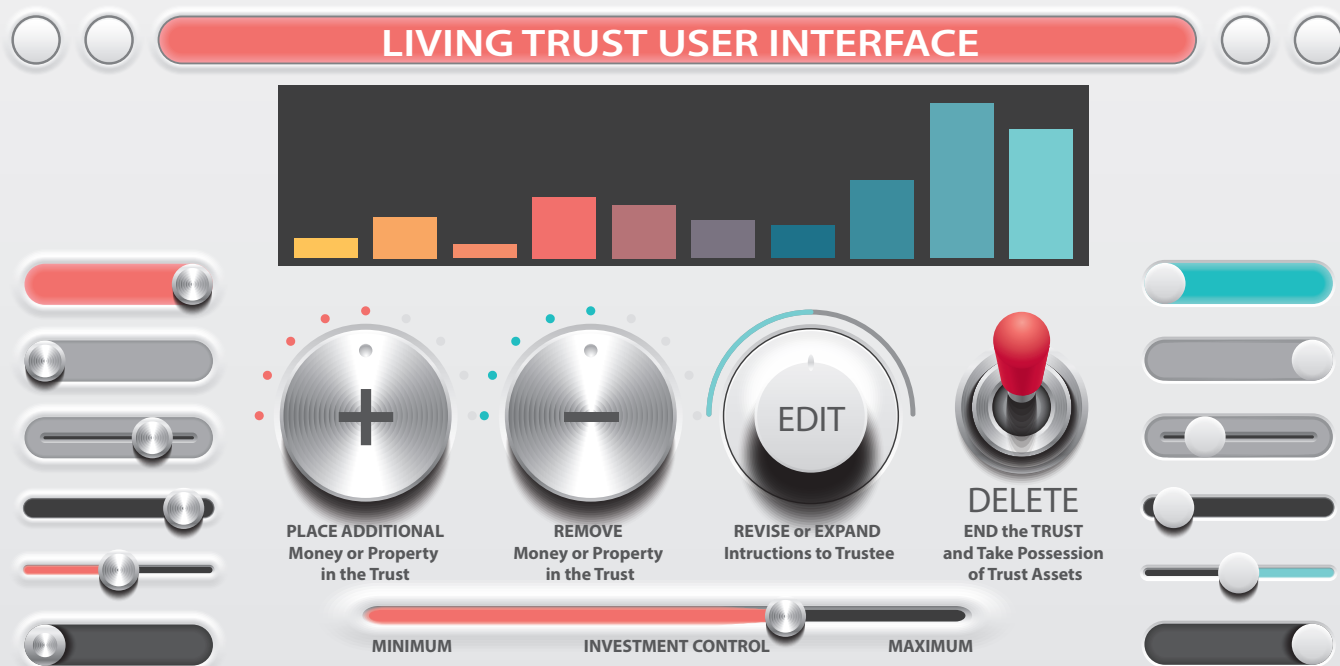 LIVING TRUST USER INTERFACE
+
−
EDIT
DELETE
PLACE ADDITIONAL
Money or Property
in the Trust
REMOVE
Money or Property
in the Trust
REVISE or EXPAND
Intructions to Trustee
END the TRUST
and Take Possession
of Trust Assets
MINIMUM
INVESTMENT CONTROL
MAXIMUM